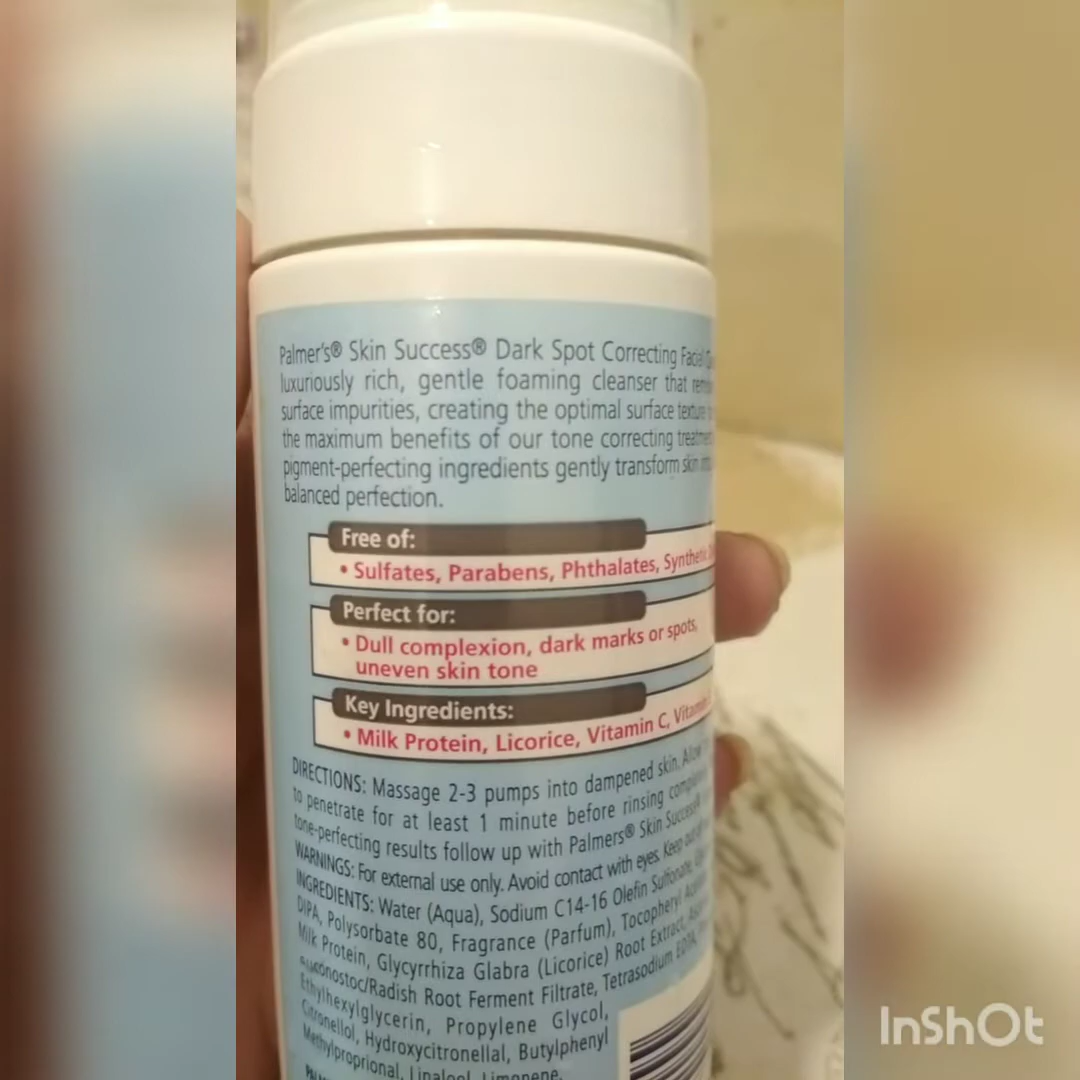 Palmer's® Skin Success® Dark Spot Correcting Facial
luxuriously rich, gentle foaming cleanser that
surface impurities, creating the optimal surface texture
the maximum benefits of our tone correcting
pigment-perfecting ingredients gently transform skin
balanced perfection.
Free of:
• Sulfates, Parabens, Phthalates, Synthetic
Perfect for:
• Dull complexion, dark marks or spots,
uneven skin tone
Key Ingredients:
• Milk Protein, Licorice, Vitamin C, Vitamin
DIRECTIONS: Massage 2-3 pumps into dampened skin. Allow
to penetrate for at least 1 minute before rinsing
tone-perfecting results follow up with Palmers® Skin Success®
WARNINGS: For external use only. Avoid contact with eyes. Keep out
INGREDIENTS: Water (Aqua), Sodium C14-16 Olefin Sulfonate,
DIPA, Polysorbate 80, Fragrance (Parfum), Tocopheryl
Milk Protein, Glycyrrhiza Glabra (Licorice) Root Extract,
/Radish Root Ferment Filtrate, Tetrasodium EDTA,
Ethylhexylglycerin, Propylene Glycol,
Citronellol, Hydroxycitronellal, Butylphenyl
Methylproprional, Linalool, Limonene.
InShOt